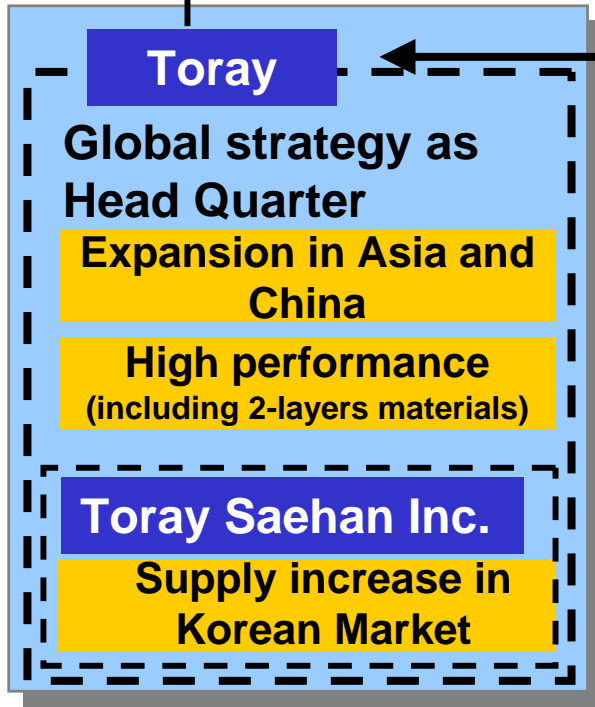 Toray
Global strategy as
Head Quarter
Expansion in Asia and
China
High performance
(including 2-layers materials)
Toray Saehan Inc.
Supply increase in
Korean Market